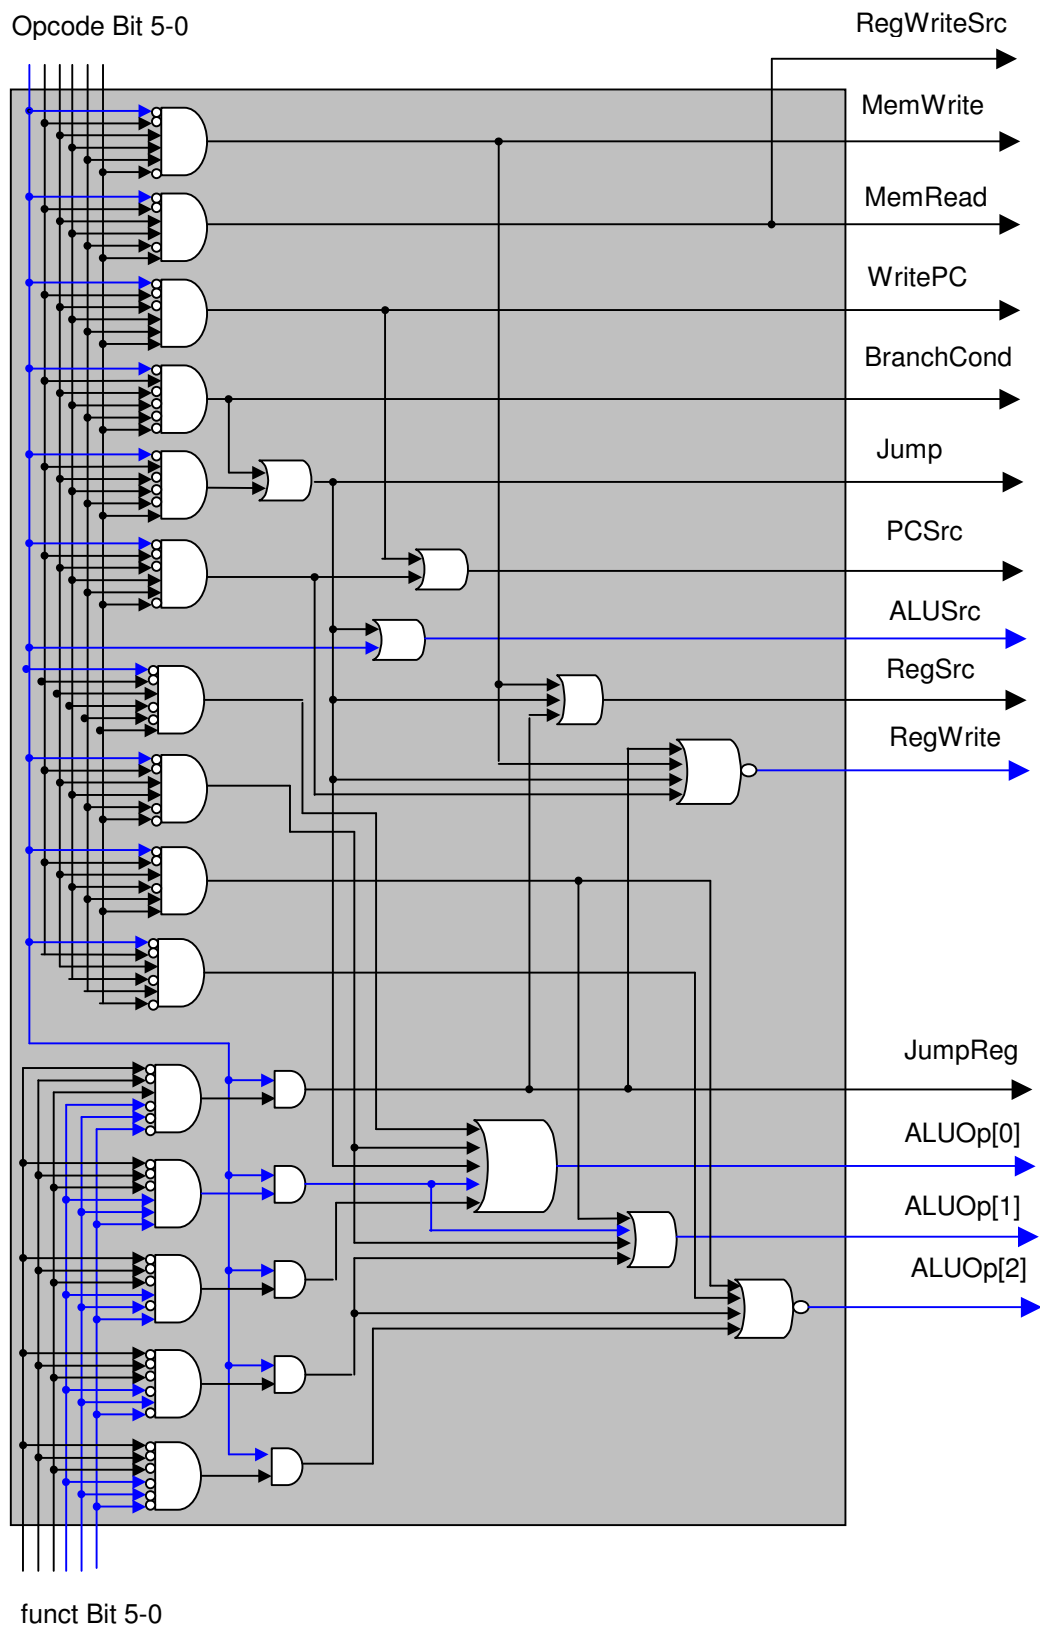 Opcode Bit 5-0
RegWriteSrc
MemWrite
MemRead
WritePC
BranchCond
Jump
PCSrc
ALUSrc
RegSrc
RegWrite
JumpReg
ALUOp[0]
ALUOp[1]
ALUOp[2]
funct Bit 5-0